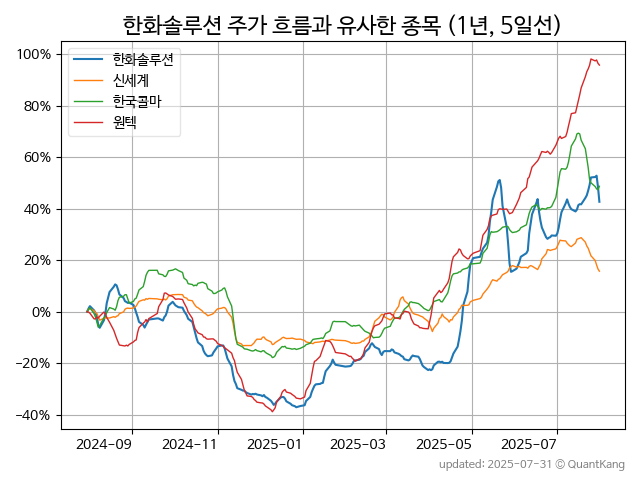 한화솔루션 주가 흐름과 유사한 종목 (1년, 5일선)
100%
80%
60%
40%
20%
0%
−20%
−40%
한화솔루션
신세계
한국콜마
원텍
2024-09
2024-11
2025-01
2025-03
2025-05
2025-07
updated: 2025-07-31 © QuantKang